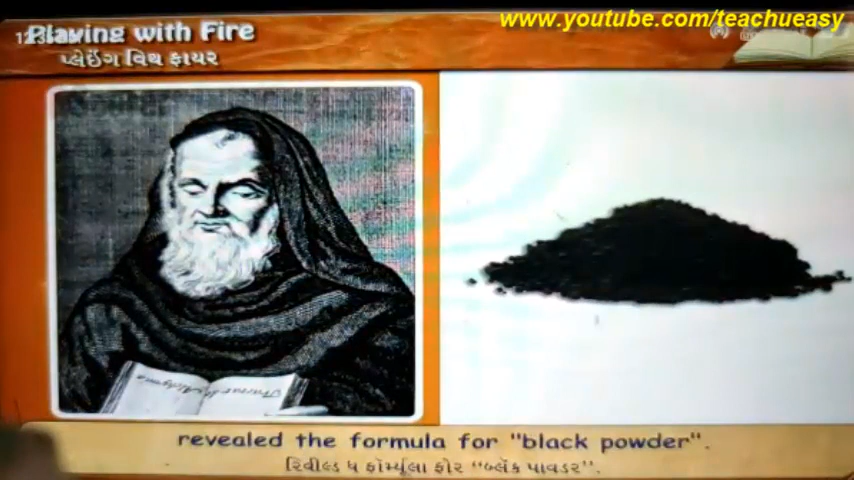 www.youtube.com/teachueasy
Playing with Fire
પ્લેઇંગ વિથ ફાયર
revealed the formula for "black powder".
રિવીલ્ડ ધ ફૉર્મ્યૂલા ફોર "બ્લૅક પાવડર".